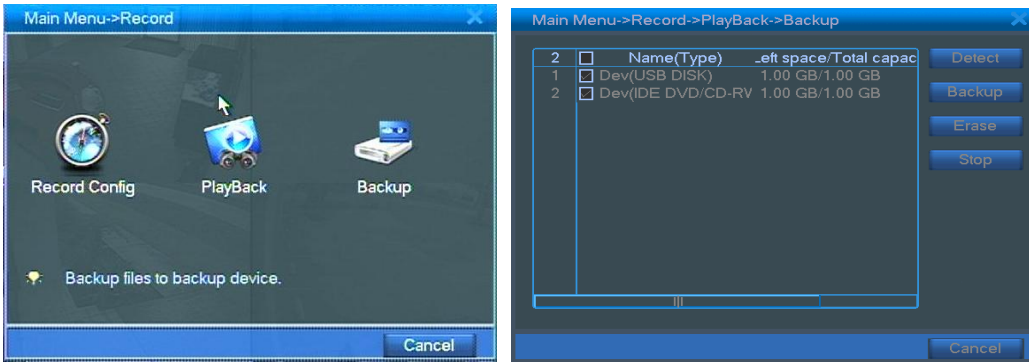 Main Menu->Record
Record Config
PlayBack
Backup
Backup files to backup device.
Cancel
Main Menu->Record->PlayBack->Backup
2 Name(Type) Left space/Total capac
1 Dev(USB DISK) 1.00 GB/1.00 GB
2 Dev(IDE DVD/CD-RW 1.00 GB/1.00 GB
Detect
Backup
Erase
Stop
Cancel